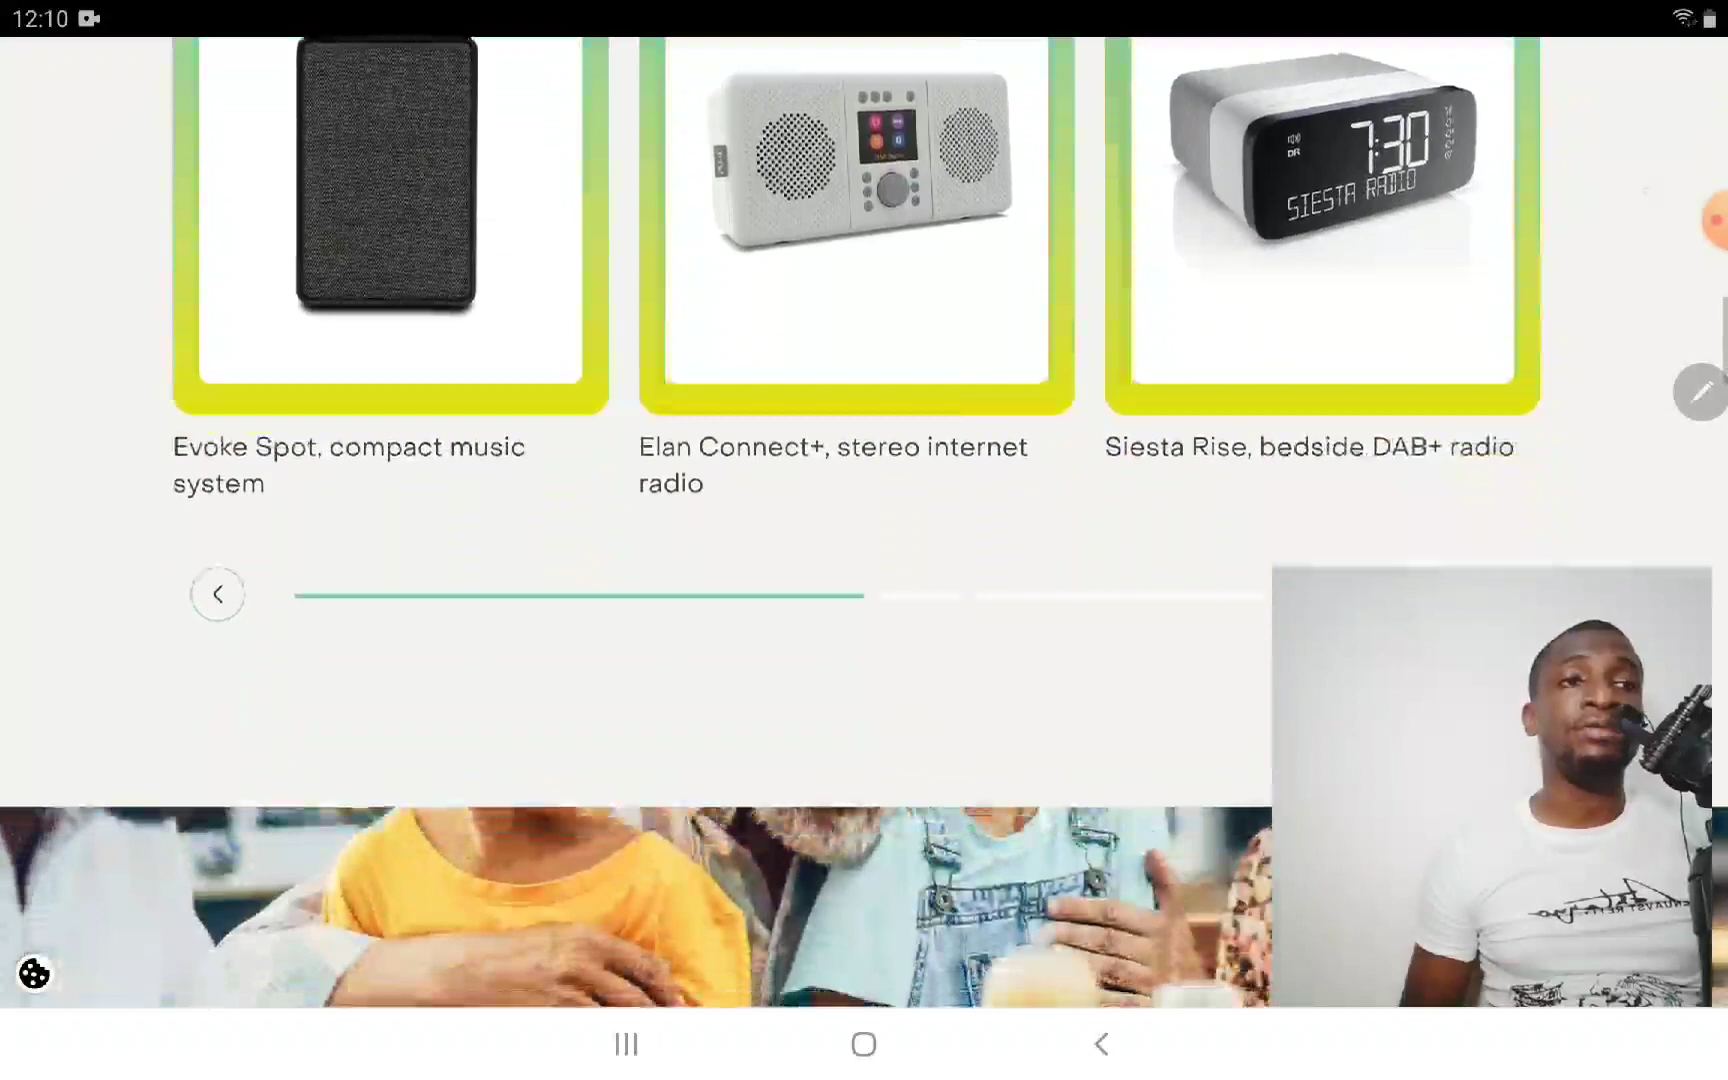 12:10
7:30
DR
SIESTA RADIO
Evoke Spot, compact music
system
Elan Connect+, stereo internet
radio
Siesta Rise, bedside DAB+ radio